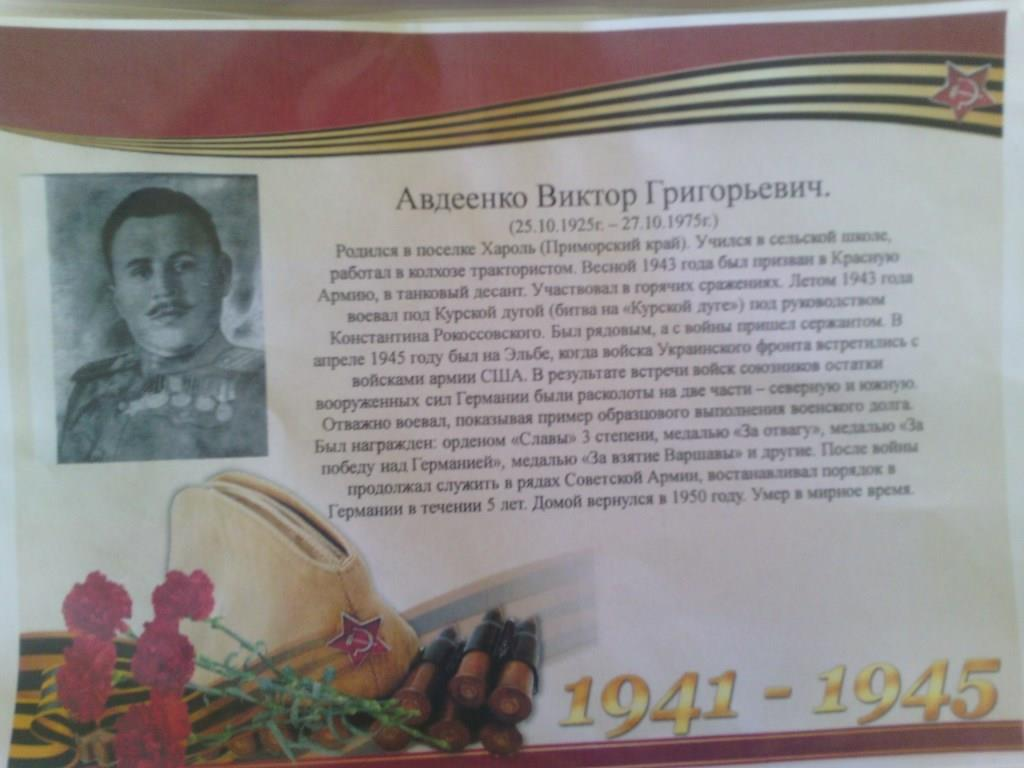 Авдеенко Виктор Григорьевич.
(25.10.1925г. – 27.10.1975г.)
Родился в поселке Хароль (Приморский край). Учился в сельской школе,
работал в колхозе трактористом. Весной 1943 года был призван в Красную
Армию, в танковый десант. Участвовал в горячих сражениях. Летом 1943 года
воевал под Курской дугой (битва на «Курской дуге») под руководством
Константина Рокоссовского. Был рядовым, а с войны пришел сержантом. В
апреле 1945 году был на Эльбе, когда войска Украинского фронта встретились с
войсками армии США. В результате встречи войск союзников остатки
вооруженных сил Германии были расколоты на две части – северную и южную.
Отважно воевал, показывая пример образцового выполнения военского долга.
Был награжден: орденом «Славы» 3 степени, медалью «За отвагу», медалью «За
победу над Германией», медалью «За взятие Варшавы» и другие. После войны
продолжал служить в рядах Советской Армии, востанавливал порядок в
Германии в течении 5 лет. Домой вернулся в 1950 году. Умер в мирное время.
1941 - 1945